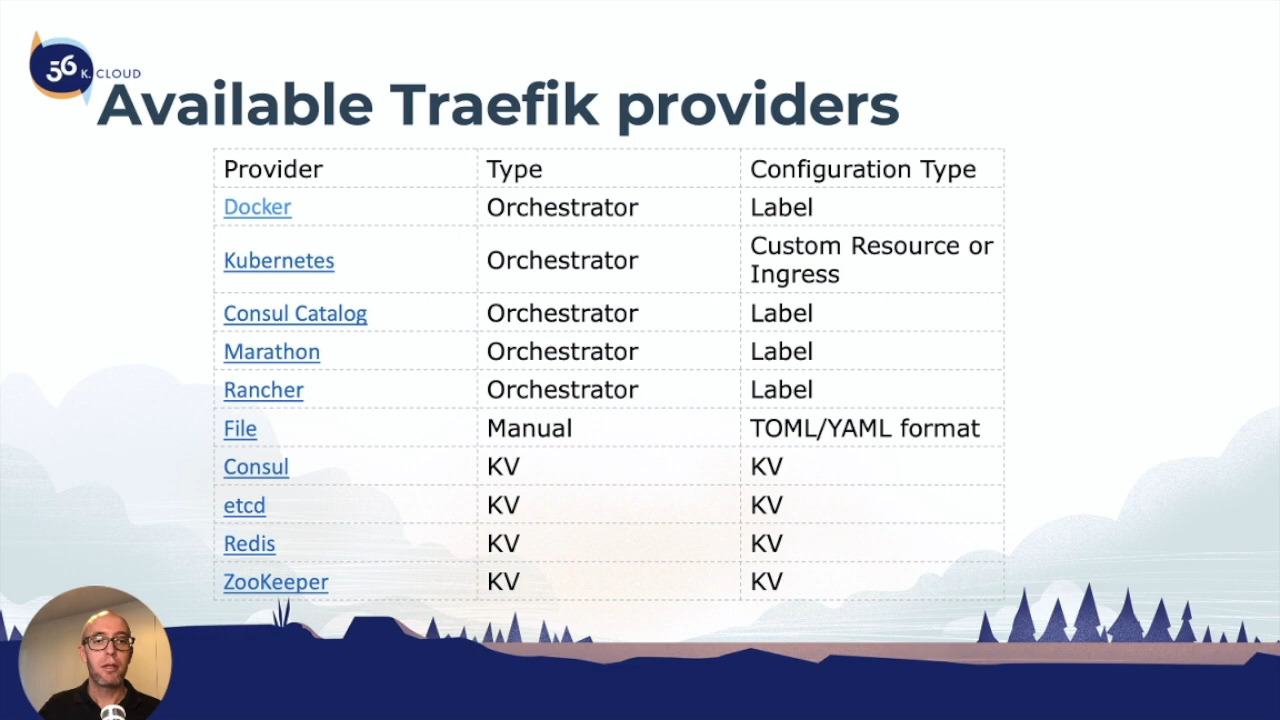 56 K. CLOUD
Available Traefik providers
Provider Type Configuration Type
Docker Orchestrator Label
Kubernetes Orchestrator Custom Resource or
Ingress
Consul Catalog Orchestrator Label
Marathon Orchestrator Label
Rancher Orchestrator Label
File Manual TOML/YAML format
Consul KV KV
etcd KV KV
Redis KV KV
ZooKeeper KV KV